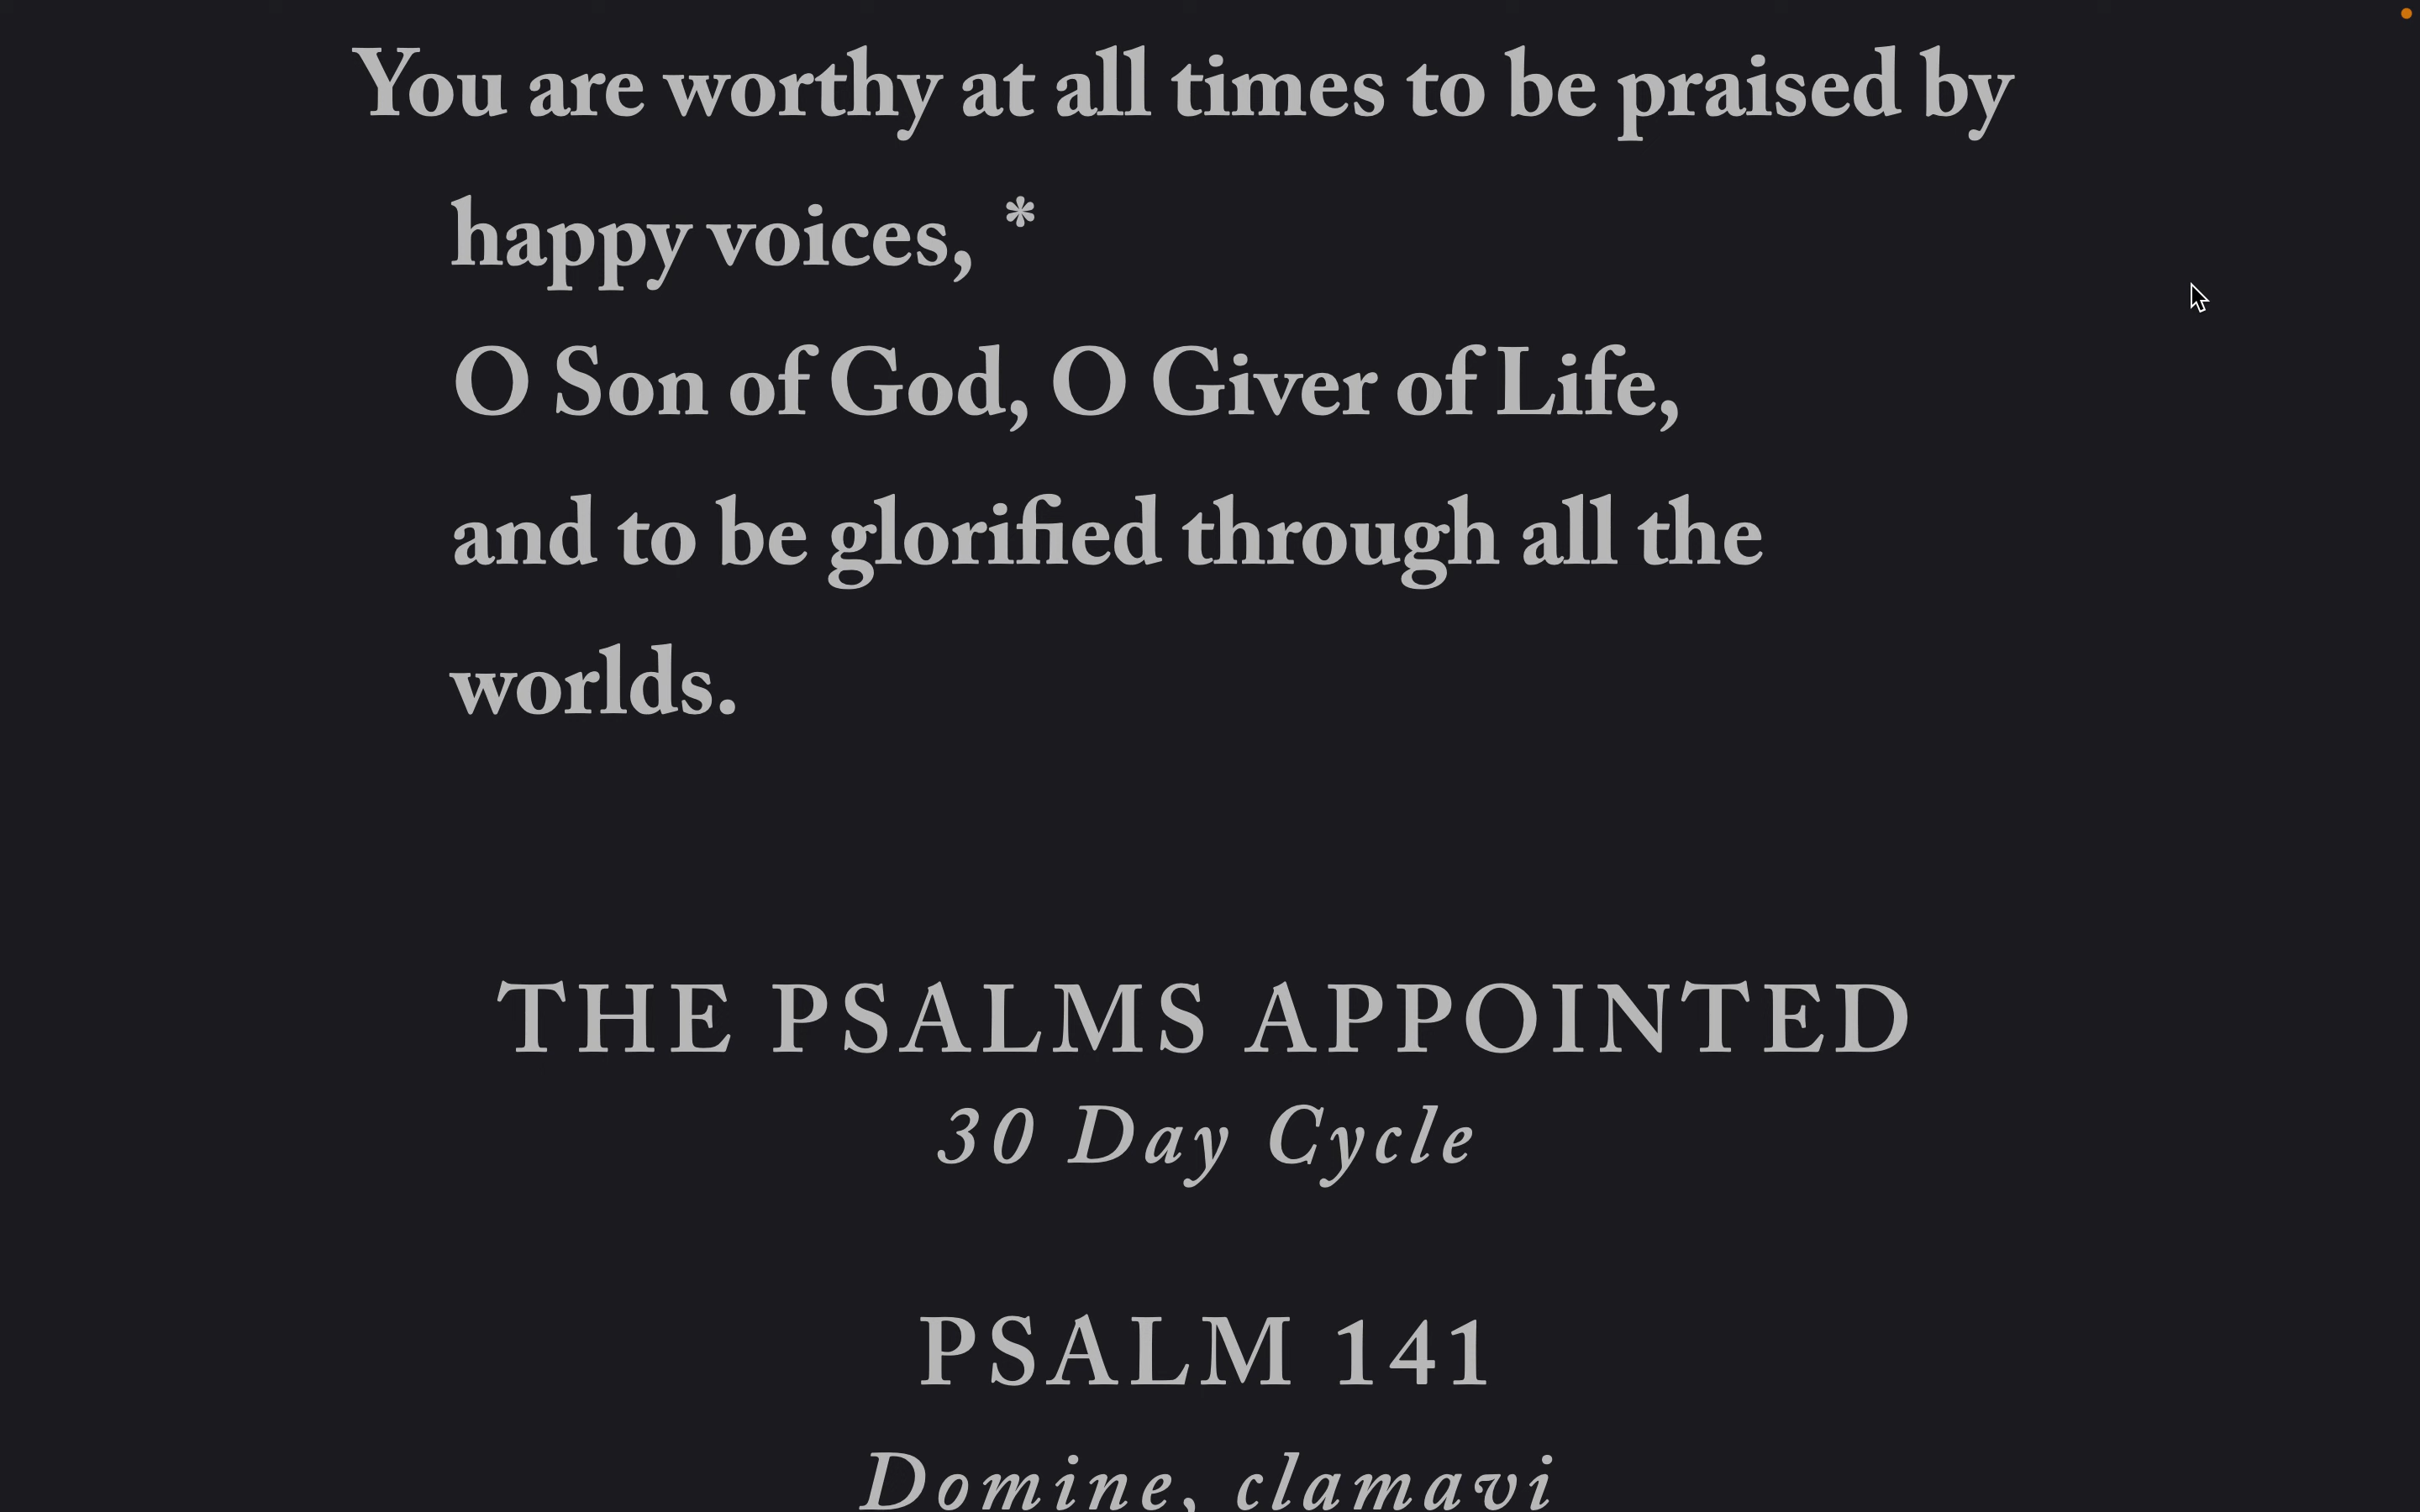 You are worthy at all times to be praised by
happy voices, *
O Son of God, O Giver of Life,
and to be glorified through all the
worlds.
THE PSALMS APPOINTED
30 Day Cycle
PSALM 141
Domine, clamavi